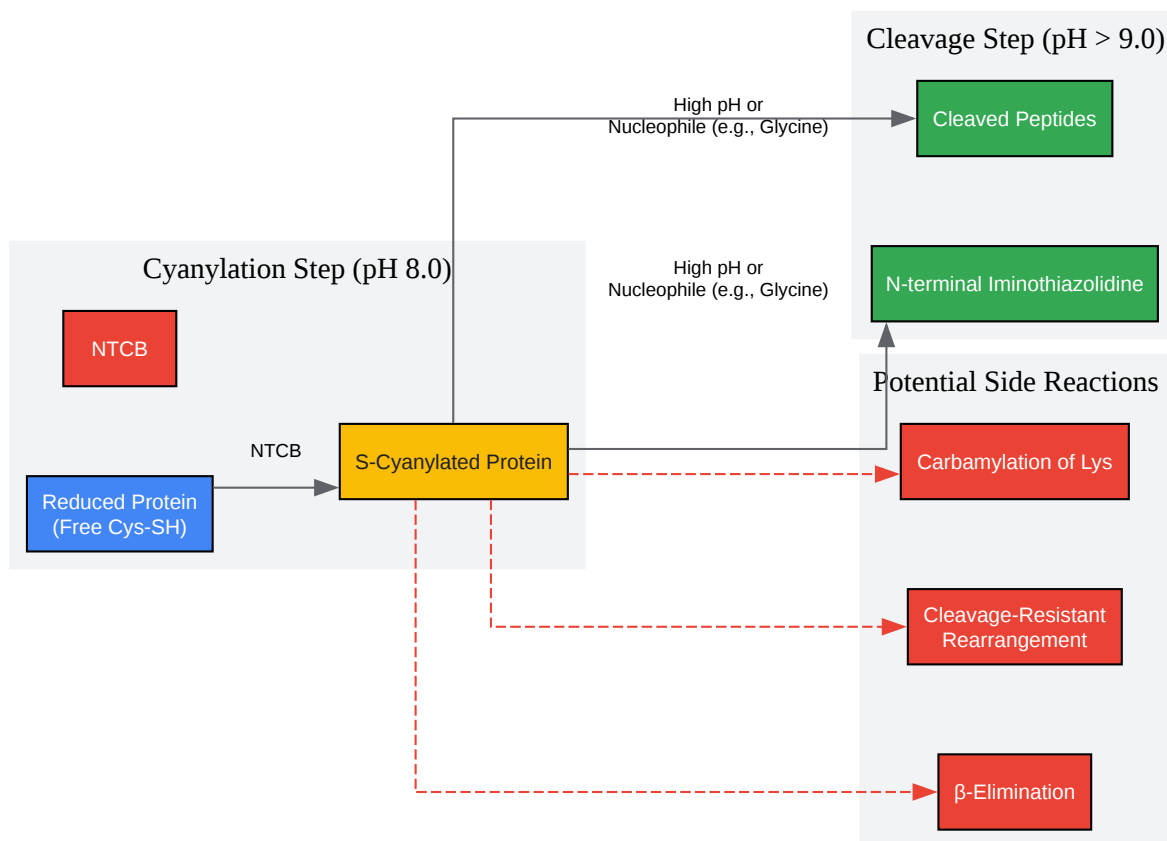 Cleavage Step (pH > 9.0)
High pH or
Nucleophile (e.g., Glycine)
Cleaved Peptides
Cyanylation Step (pH 8.0)
High pH or
Nucleophile (e.g., Glycine)
N-terminal Iminothiazolidine
NTCB
Potential Side Reactions
NTCB
S-Cyanylated Protein
Carbamylation of Lys
Reduced Protein
(Free Cys-SH)
Cleavage-Resistant
Rearrangement
β-Elimination